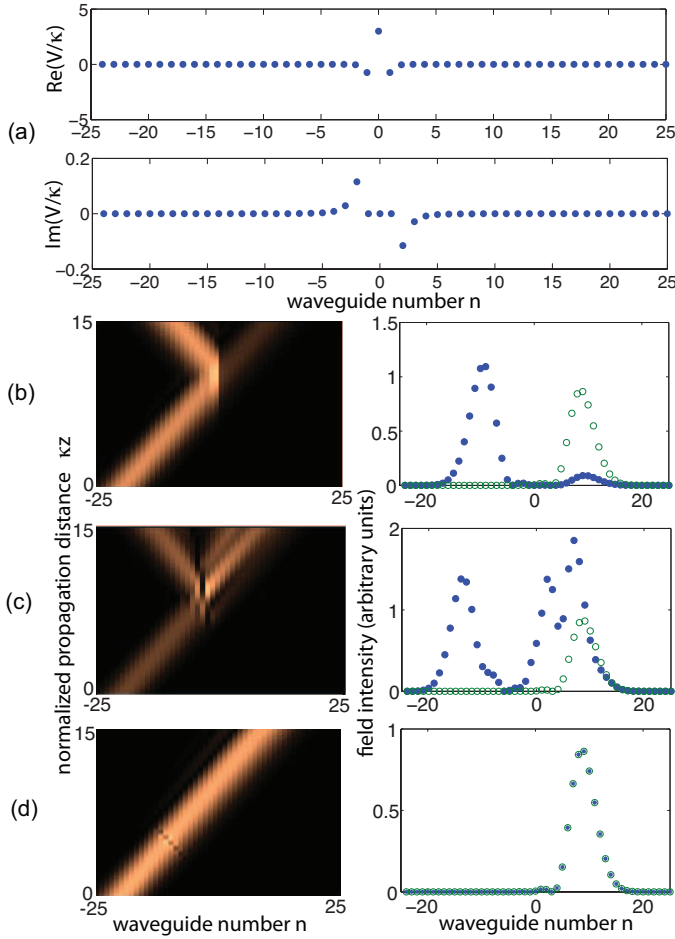 5
0
-5
Re(V/κ)
-25 -20 -15 -10 -5 0 5 10 15 20 25
(a)
0.2
0
-0.2
Im(V/κ)
-25 -20 -15 -10 -5 0 5 10 15 20 25
waveguide number n
(b)
15
0
-25 25
1.5
1
0.5
0
-20 0 20
(c)
15
0
-25 25
2
1.5
1
0.5
0
-20 0 20
(d)
15
0
-25 25
1
0.5
0
-20 0 20
normalized propagation distance κz
field intensity (arbitrary units)
waveguide number n
waveguide number n